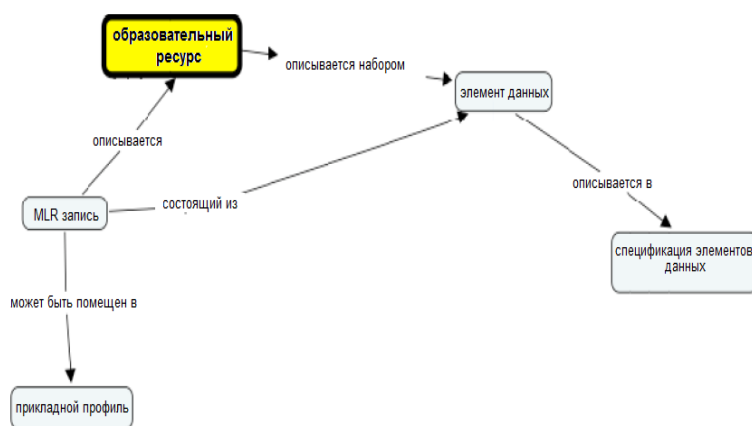 образовательный
ресурс
описывается набором
элемент данных
описывается
состоящий из
описывается в
MLR запись
спецификация элементов
данных
может быть помещен в
прикладной профиль